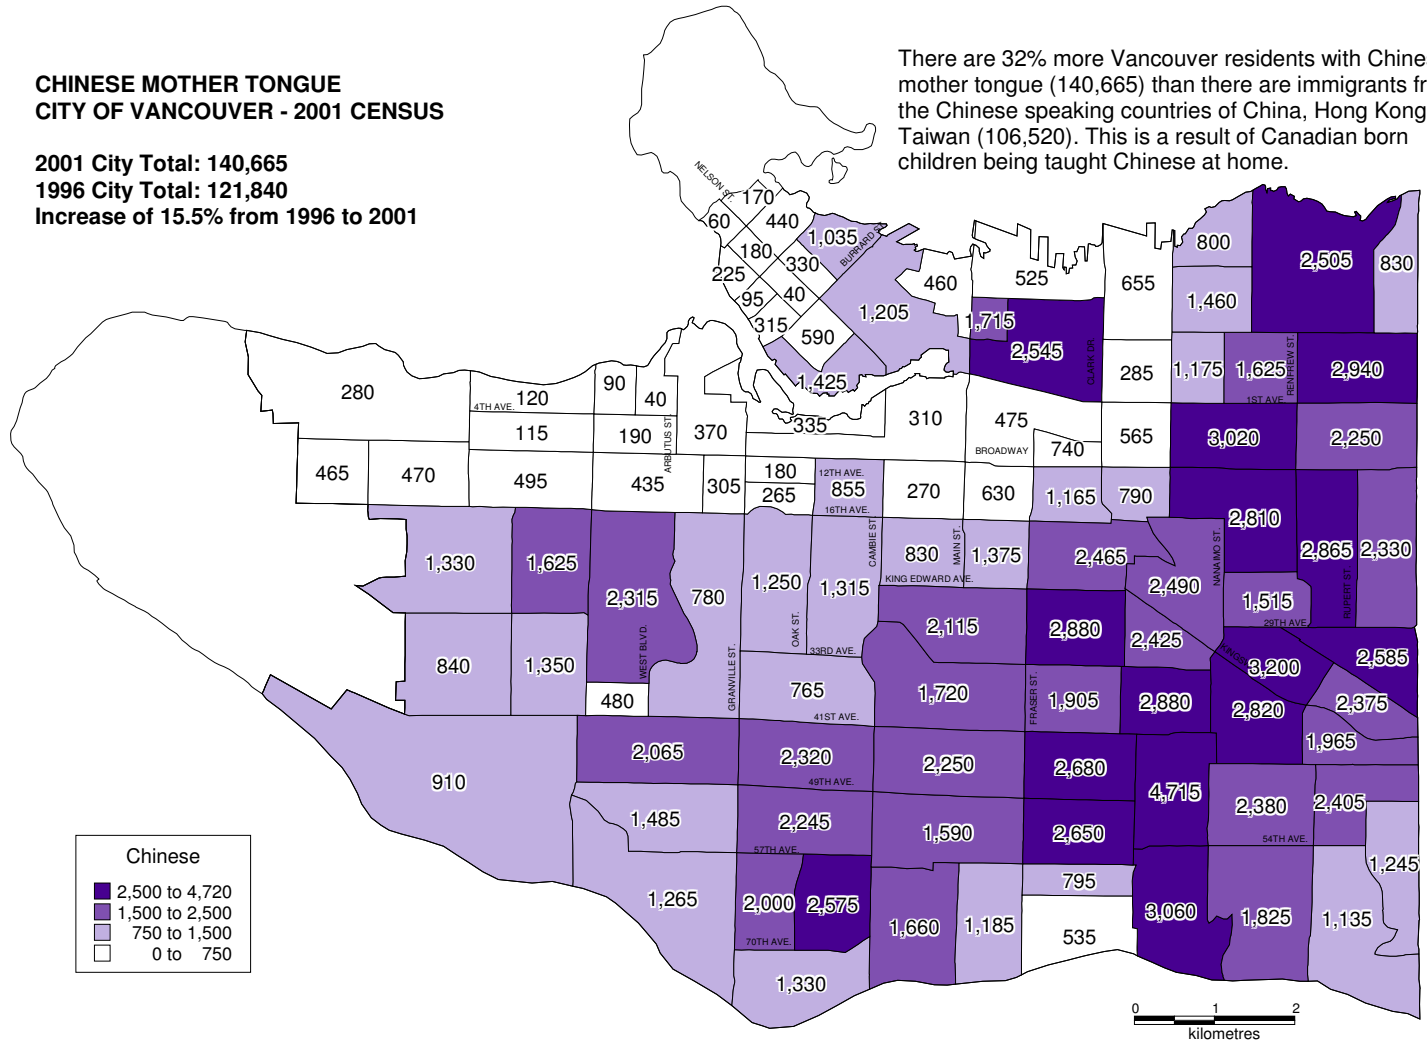 CHINESE MOTHER TONGUE
CITY OF VANCOUVER - 2001 CENSUS
2001 City Total: 140,665
1996 City Total: 121,840
Increase of 15.5% from 1996 to 2001
There are 32% more Vancouver residents with Chine
mother tongue (140,665) than there are immigrants fr
the Chinese speaking countries of China, Hong Kong
Taiwan (106,520). This is a result of Canadian born
children being taught Chinese at home.
NELSON ST.
170
60
440
1,035
BURRARD ST.
180
330
225
95
40
315
590
1,205
1,425
460
525
655
800
2,505
830
1,460
1,715
2,545
CLARK DR.
285
1,175
1,625
RENFREW ST.
2,940
1ST AVE.
280
120
4TH AVE.
90
40
115
190
ARBUTUS ST.
370
335
310
475
BROADWAY
740
565
3,020
2,250
465
470
495
435
305
180
265
12TH AVE.
855
16TH AVE.
270
630
1,165
790
2,810
2,865
2,330
1,330
1,625
2,315
WEST BLVD.
780
GRANVILLE ST.
1,250
OAK ST.
1,315
CAMBIE ST.
33RD AVE.
830
MAIN ST.
1,375
KING EDWARD AVE.
2,465
2,490
NANAIMO ST.
1,515
29TH AVE.
RUPERT ST.
2,115
2,880
2,425
KINGS
3,200
2,585
840
1,350
480
765
41ST AVE.
1,720
FRASER ST.
1,905
2,880
2,820
2,375
1,965
910
2,065
2,320
49TH AVE.
2,250
2,680
4,715
2,380
54TH AVE.
2,405
1,485
2,245
57TH AVE.
1,590
2,650
1,245
1,265
2,000
70TH AVE.
2,575
1,660
1,185
795
535
3,060
1,825
1,135
1,330
Chinese
2,500 to 4,720
1,500 to 2,500
750 to 1,500
0 to 750
0 1 2
kilometres